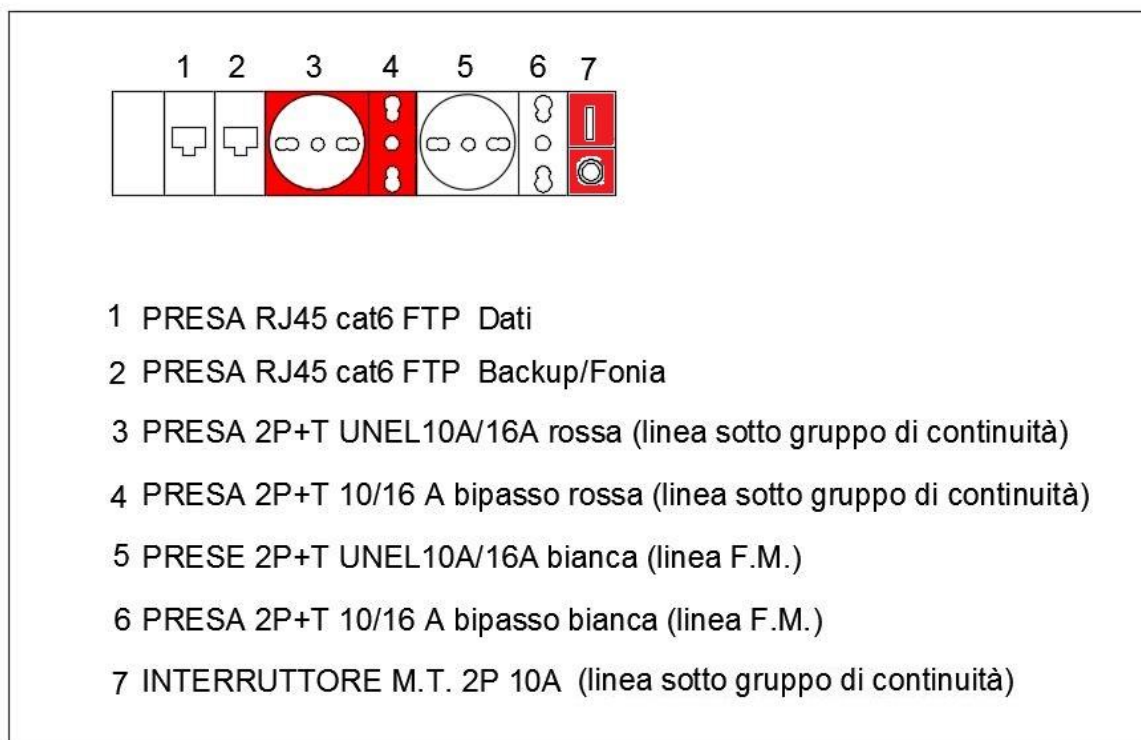 1 2 3 4 5 6 7
1 PRESA RJ45 cat6 FTP Dati
2 PRESA RJ45 cat6 FTP Backup/Fonia
3 PRESA 2P+T UNEL10A/16A rossa (linea sotto gruppo di continuità)
4 PRESA 2P+T 10/16 A bipasso rossa (linea sotto gruppo di continuità)
5 PRESE 2P+T UNEL10A/16A bianca (linea F.M.)
6 PRESA 2P+T 10/16 A bipasso bianca (linea F.M.)
7 INTERRUTTORE M.T. 2P 10A (linea sotto gruppo di continuità)